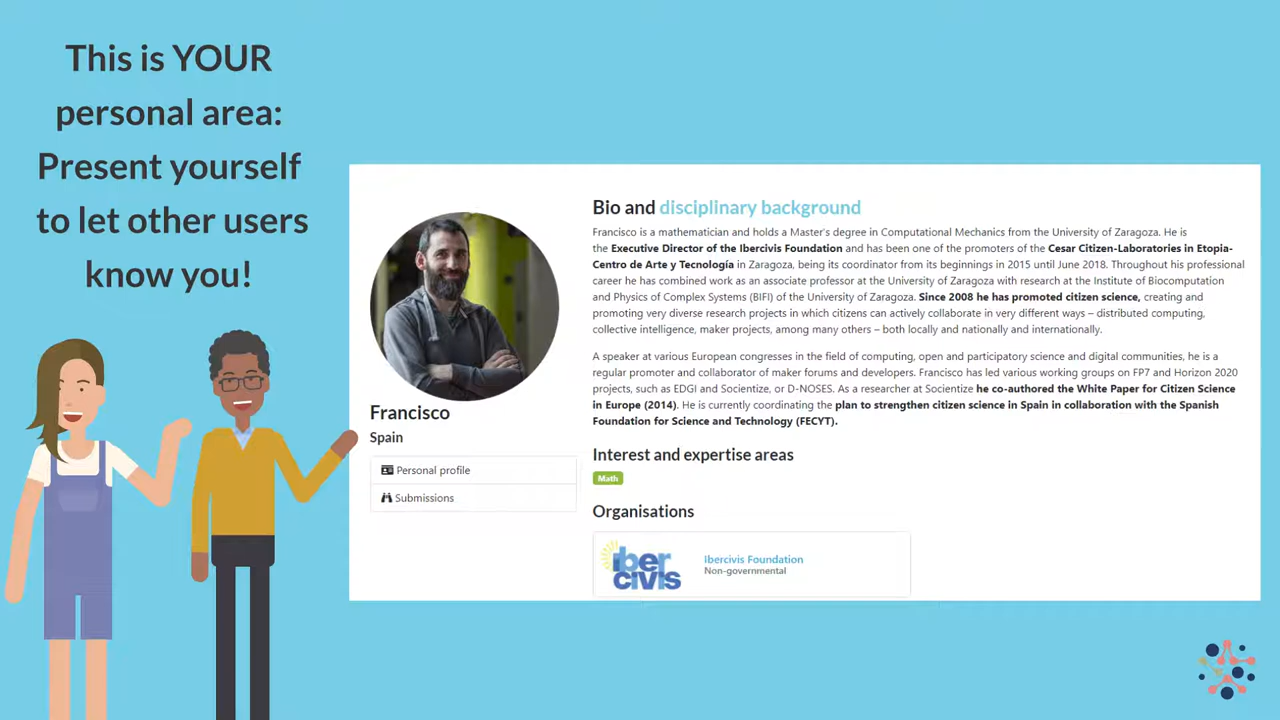 This is YOUR
personal area:
Present yourself
to let other users
know you!
Francisco
Spain
Personal profile
Submissions
Bio and disciplinary background
Francisco is a mathematician and holds a Master's degree in Computational Mechanics from the University of Zaragoza. He is
the Executive Director of the Ibercivis Foundation and has been one of the promoters of the Cesar Citizen-Laboratories in Etopia-
Centro de Arte y Tecnología in Zaragoza, being its coordinator from its beginnings in 2015 until June 2018. Throughout his professional
career he has combined work as an associate professor at the University of Zaragoza with research at the Institute of Biocomputation
and Physics of Complex Systems (BIFI) of the University of Zaragoza. Since 2008 he has promoted citizen science, creating and
promoting very diverse research projects in which citizens can actively collaborate in very different ways – distributed computing,
collective intelligence, maker projects, among many others – both locally and nationally and internationally.
A speaker at various European congresses in the field of computing, open and participatory science and digital communities, he is a
regular promoter and collaborator of maker forums and developers. Francisco has led various working groups on FP7 and Horizon 2020
projects, such as EDGI and Socientize, or D-NOSES. As a researcher at Socientize he co-authored the White Paper for Citizen Science
in Europe (2014). He is currently coordinating the plan to strengthen citizen science in Spain in collaboration with the Spanish
Foundation for Science and Technology (FECYT).
Interest and expertise areas
Math
Organisations
iber
civis
Ibercivis Foundation
Non-governmental